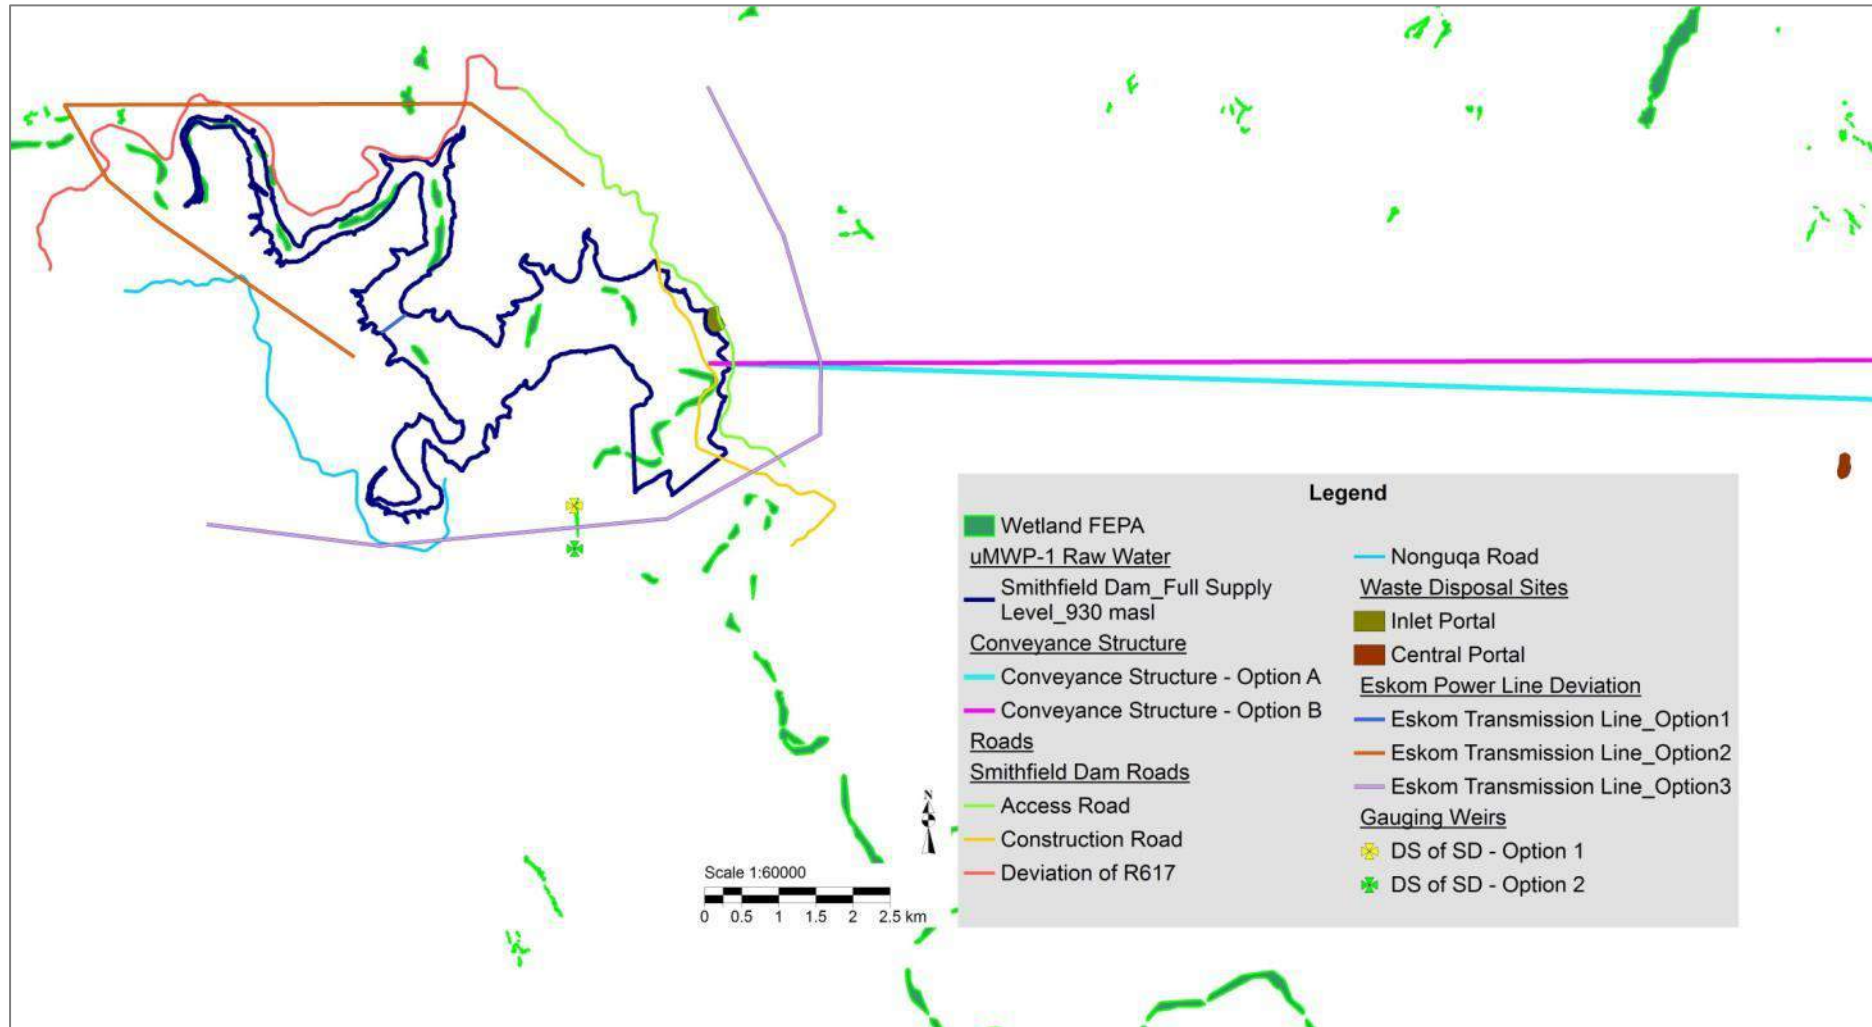 Legend
Wetland FEPA
uMWP-1 Raw Water
Smithfield Dam_Full Supply
Level_930 masl
Conveyance Structure
Conveyance Structure - Option A
Conveyance Structure - Option B
Roads
Smithfield Dam Roads
Access Road
Construction Road
Deviation of R617
Nonguqa Road
Waste Disposal Sites
Inlet Portal
Central Portal
Eskom Power Line Deviation
Eskom Transmission Line_Option1
Eskom Transmission Line_Option2
Eskom Transmission Line_Option3
Gauging Weirs
DS of SD - Option 1
DS of SD - Option 2
N
Scale 1:60000
0 0.5 1 1.5 2 2.5 km